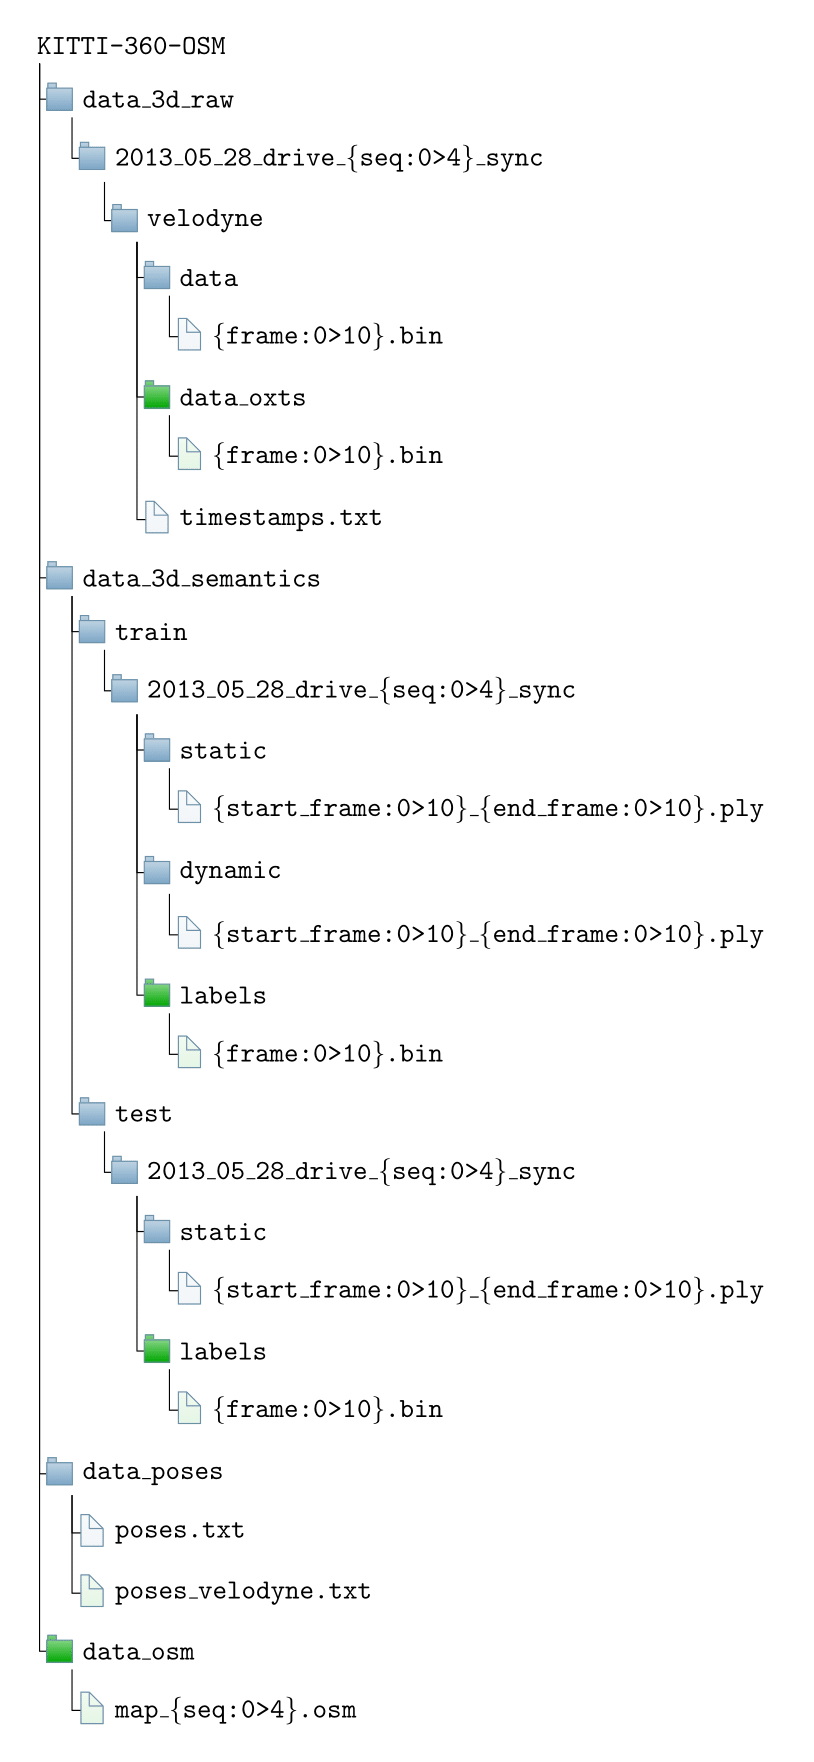 KITTI-360-OSM
data_3d_raw
2013_05_28_drive_{seq:0>4}_sync
velodyne
data
{frame:0>10}.bin
data_oxts
{frame:0>10}.bin
timestamps.txt
data_3d_semantics
train
2013_05_28_drive_{seq:0>4}_sync
static
{start_frame:0>10}_{end_frame:0>10}.ply
dynamic
{start_frame:0>10}_{end_frame:0>10}.ply
labels
{frame:0>10}.bin
test
2013_05_28_drive_{seq:0>4}_sync
static
{start_frame:0>10}_{end_frame:0>10}.ply
labels
{frame:0>10}.bin
data_poses
poses.txt
poses_velodyne.txt
data_osm
map_{seq:0>4}.osm